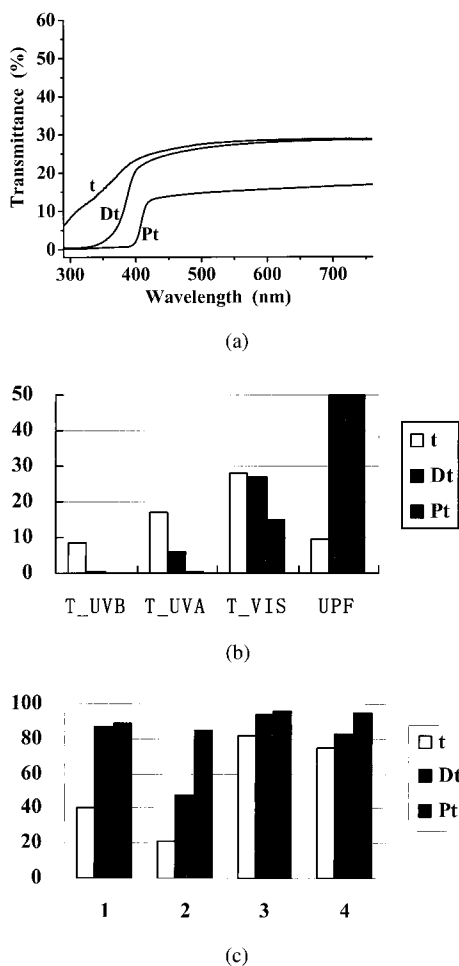 60
50
40
30
20
10
0
Transmittance (%)
t
Dt
Pt
300 400 500 600 700
Wavelength (nm)
(a)
50
40
30
20
10
0
T_UVB T_UVA T_VIS UPF
t
Dt
Pt
(b)
100
80
60
40
20
0
1 2 3 4
t
Dt
Pt
(c)